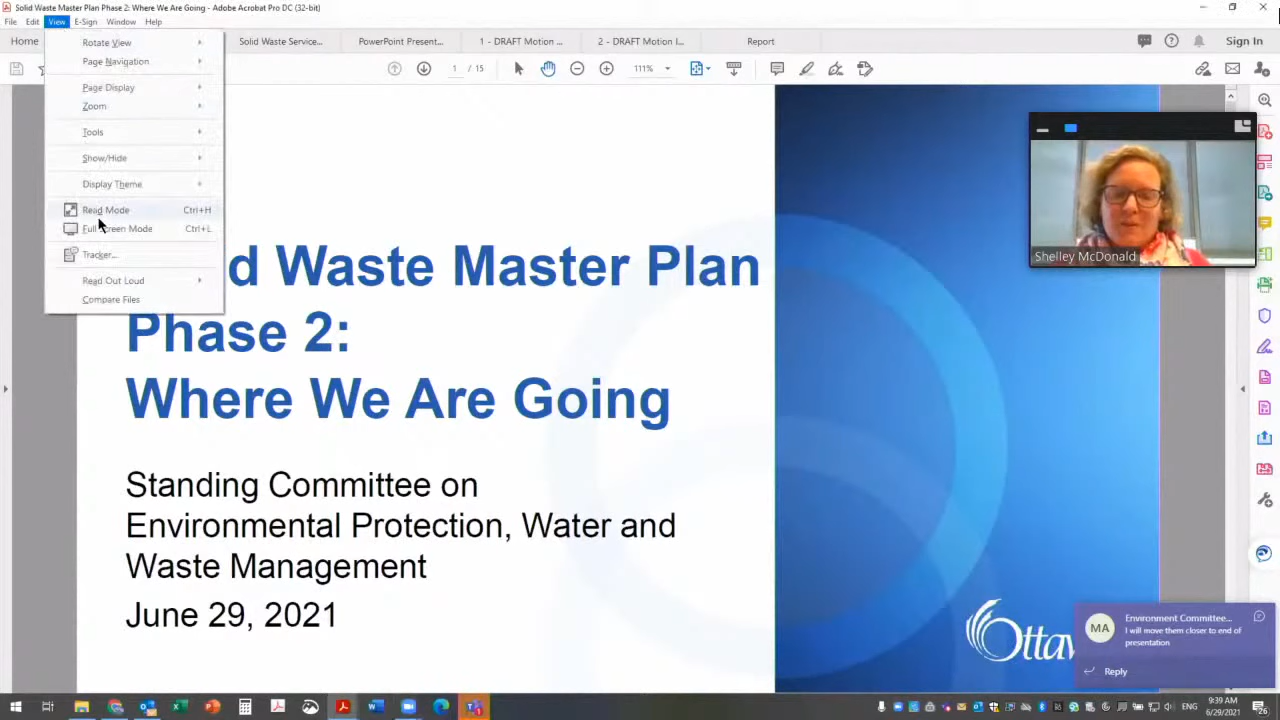 Solid Waste Master Plan Phase 2: Where We Are Going - Adobe Acrobat Pro DC (32-bit)
File Edit View E-Sign Window Help
Home Solid Waste Service... PowerPoint Present... 1 - DRAFT Motion ... 2 - DRAFT Motion I... Report Sign In
1 / 15 111%
Rotate View
Page Navigation
Page Display
Zoom
Tools
Show/Hide
Display Theme
Read Mode Ctrl+H
Full Screen Mode Ctrl+L
Tracker...
Read Out Loud
Compare Files
Shelley McDonald
d Waste Master Plan
Phase 2:
Where We Are Going
Standing Committee on
Environmental Protection, Water and
Waste Management
June 29, 2021
Ottaw
MA
Environment Committee...
I will move them closer to end of
presentation
Reply
ENG
9:39 AM
6/29/2021
26